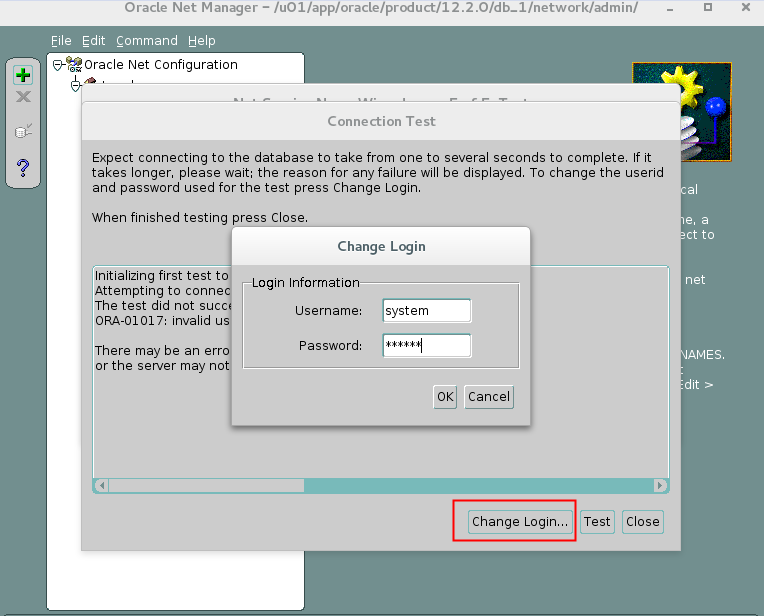 Oracle Net Manager - /u01/app/oracle/product/12.2.0/db_1/network/admin/
File Edit Command Help
Oracle Net Configuration
Connection Test
Expect connecting to the database to take from one to several seconds to complete. If it
takes longer, please wait; the reason for any failure will be displayed. To change the userid
and password used for the test press Change Login.
When finished testing press Close.
Change Login
Login Information
Username: system
Password: ******
OK Cancel
Initializing first test to
Attempting to connec
The test did not succe
ORA-01017: invalid us
There may be an erro
or the server may not
cal
ne, a
ect to
net
NAMES.
Edit >
Change Login... Test Close